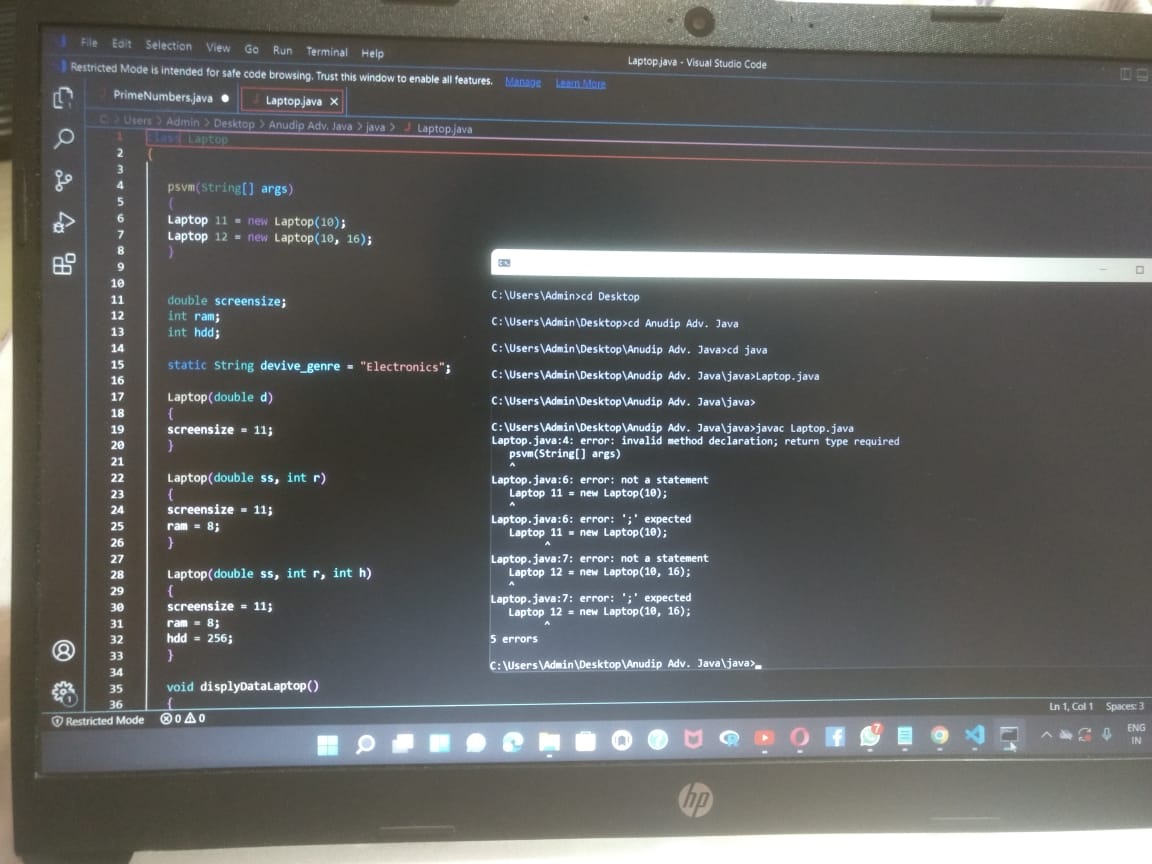 File Edit Selection View Go Run Terminal Help
Laptop.java - Visual Studio Code
Restricted Mode is intended for safe code browsing. Trust this window to enable all features. Manage Learn More
PrimeNumbers.java ● Laptop.java ×
C: > Users > Admin > Desktop > Anudip Adv. Java > java > J Laptop.java
1 class Laptop
2 {
3
4 psvm(String[] args)
5 {
6 Laptop 11 = new Laptop(10);
7 Laptop 12 = new Laptop(10, 16);
8 }
9
10
11 double screensize;
12 int ram;
13 int hdd;
14
15 static String devive_genre = "Electronics";
16
17 Laptop(double d)
18 {
19 screensize = 11;
20 }
21
22 Laptop(double ss, int r)
23 {
24 screensize = 11;
25 ram = 8;
26 }
27
28 Laptop(double ss, int r, int h)
29 {
30 screensize = 11;
31 ram = 8;
32 hdd = 256;
33 }
34
35 void displyDataLaptop()
36 {
C:\Users\Admin>cd Desktop
C:\Users\Admin\Desktop>cd Anudip Adv. Java
C:\Users\Admin\Desktop\Anudip Adv. Java>cd java
C:\Users\Admin\Desktop\Anudip Adv. Java\java>Laptop.java
C:\Users\Admin\Desktop\Anudip Adv. Java\java>
C:\Users\Admin\Desktop\Anudip Adv. Java\java>javac Laptop.java
Laptop.java:4: error: invalid method declaration; return type required
psvm(String[] args)
^
Laptop.java:6: error: not a statement
Laptop 11 = new Laptop(10);
^
Laptop.java:6: error: ';' expected
Laptop 11 = new Laptop(10);
^
Laptop.java:7: error: not a statement
Laptop 12 = new Laptop(10, 16);
^
Laptop.java:7: error: ';' expected
Laptop 12 = new Laptop(10, 16);
^
5 errors
C:\Users\Admin\Desktop\Anudip Adv. Java\java>_
1
Restricted Mode 0 0
Ln 1, Col 1 Spaces: 3
7
ENG
IN
hp